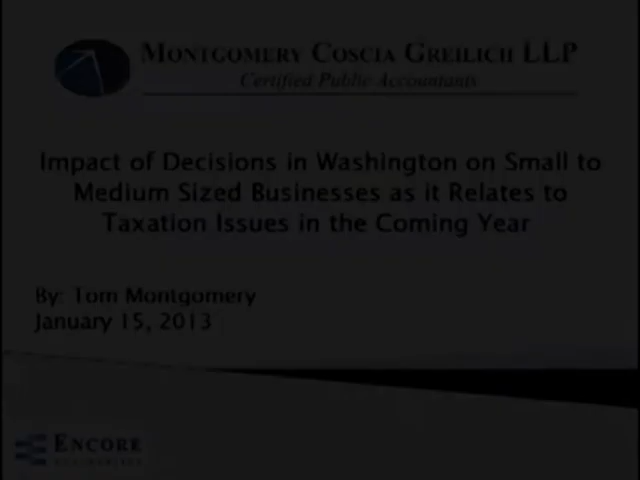 MONTGOMERY COSCIA GREILICH LLP
Certified Public Accountants
Impact of Decisions in Washington on Small to
Medium Sized Businesses as it Relates to
Taxation Issues in the Coming Year
By: Tom Montgomery
January 15, 2013
ENCORE